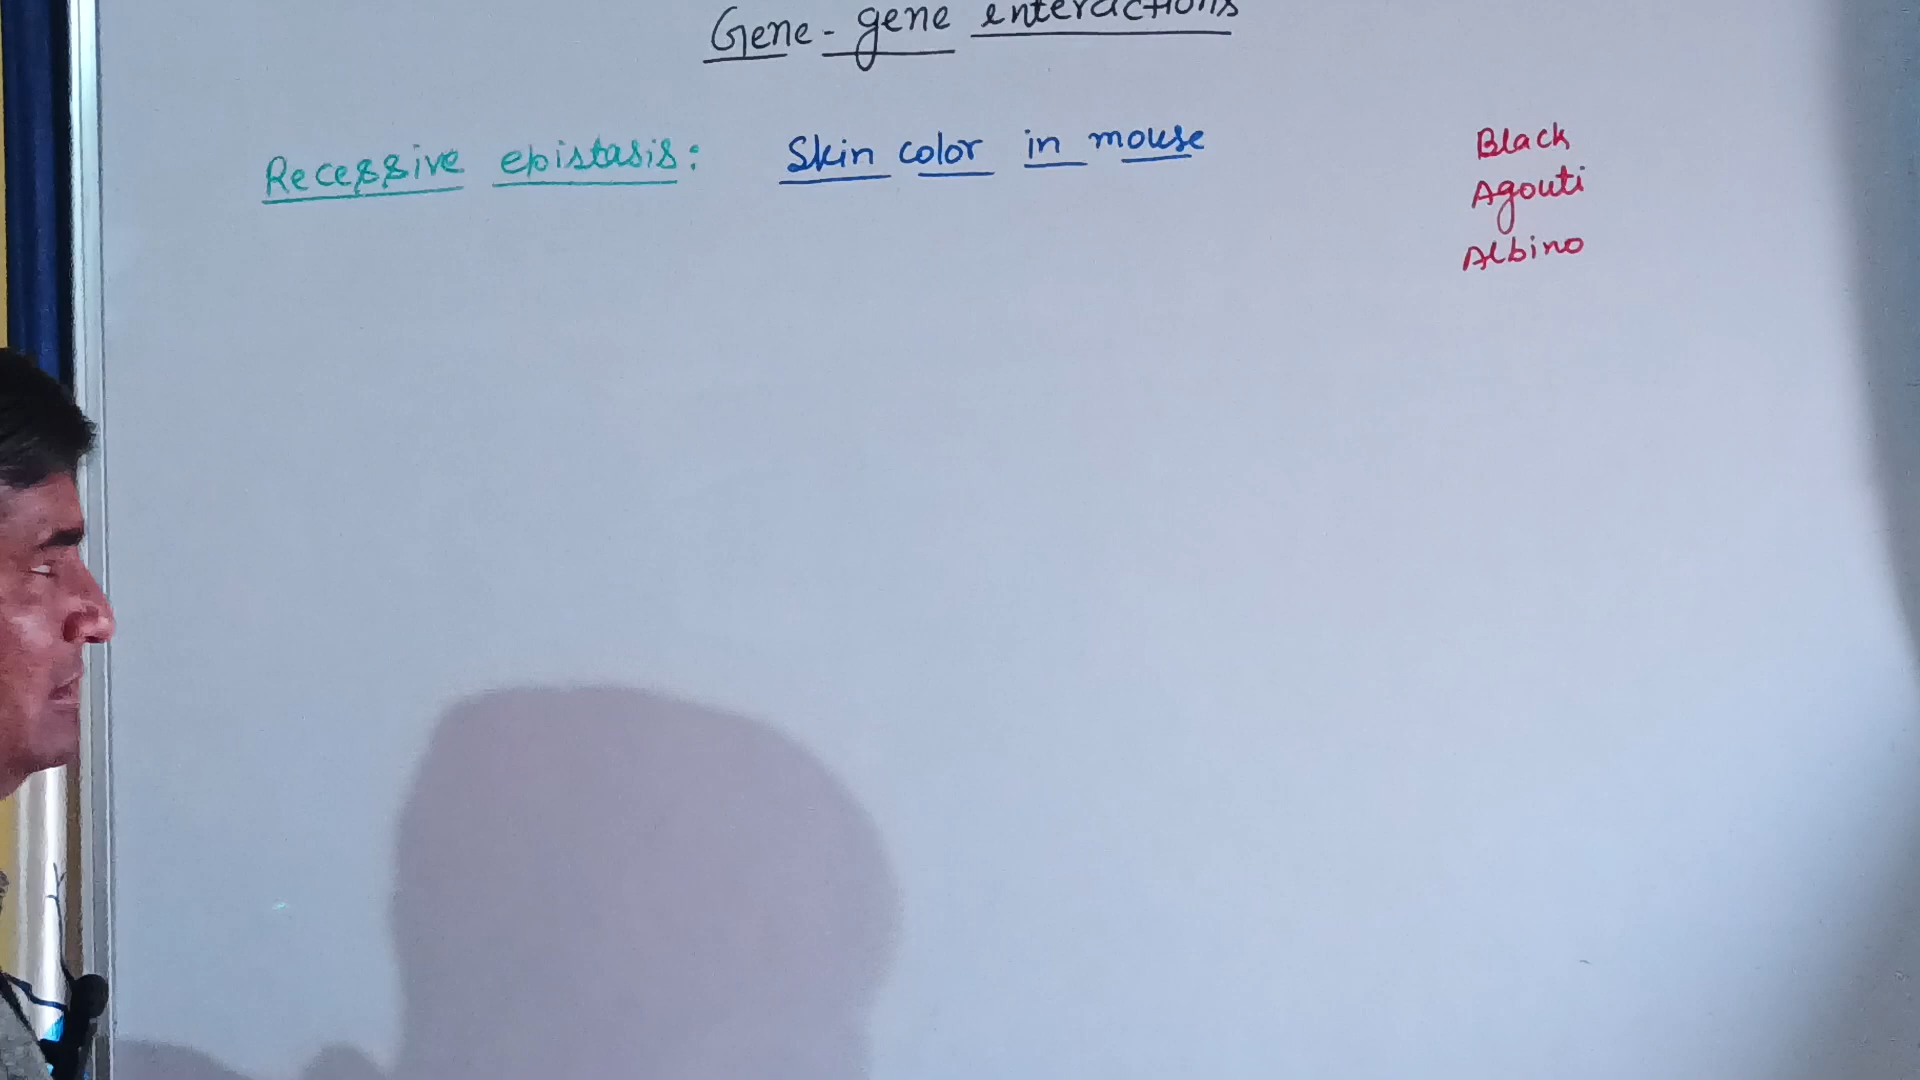 Gene - gene interactions
Recessive epistasis: Skin color in mouse
Black
Agouti
Albino